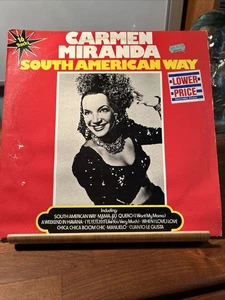 16 Tracks
CARMEN
MIRANDA
SOUTH AMERICAN WAY
LOWER
PRICE
Including:
SOUTH AMERICAN WAY · MAMA, EU QUERO (I Want My Mama)
A WEEKEND IN HAVANA · I, YI, YI, YI, YI (Like You Very Much) · WHEN I LOVE, I LOVE
CHICA CHICA BOOM CHIC · MANUELO · CUANTO LE GUSTA